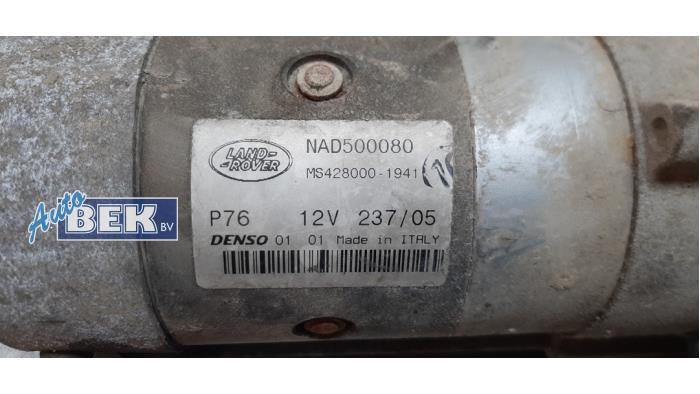 LAND-
ROVER
NAD500080
MS428000-1941
P76 12V 237/05
DENSO 01 01 Made in ITALY
Auto
BEK BV